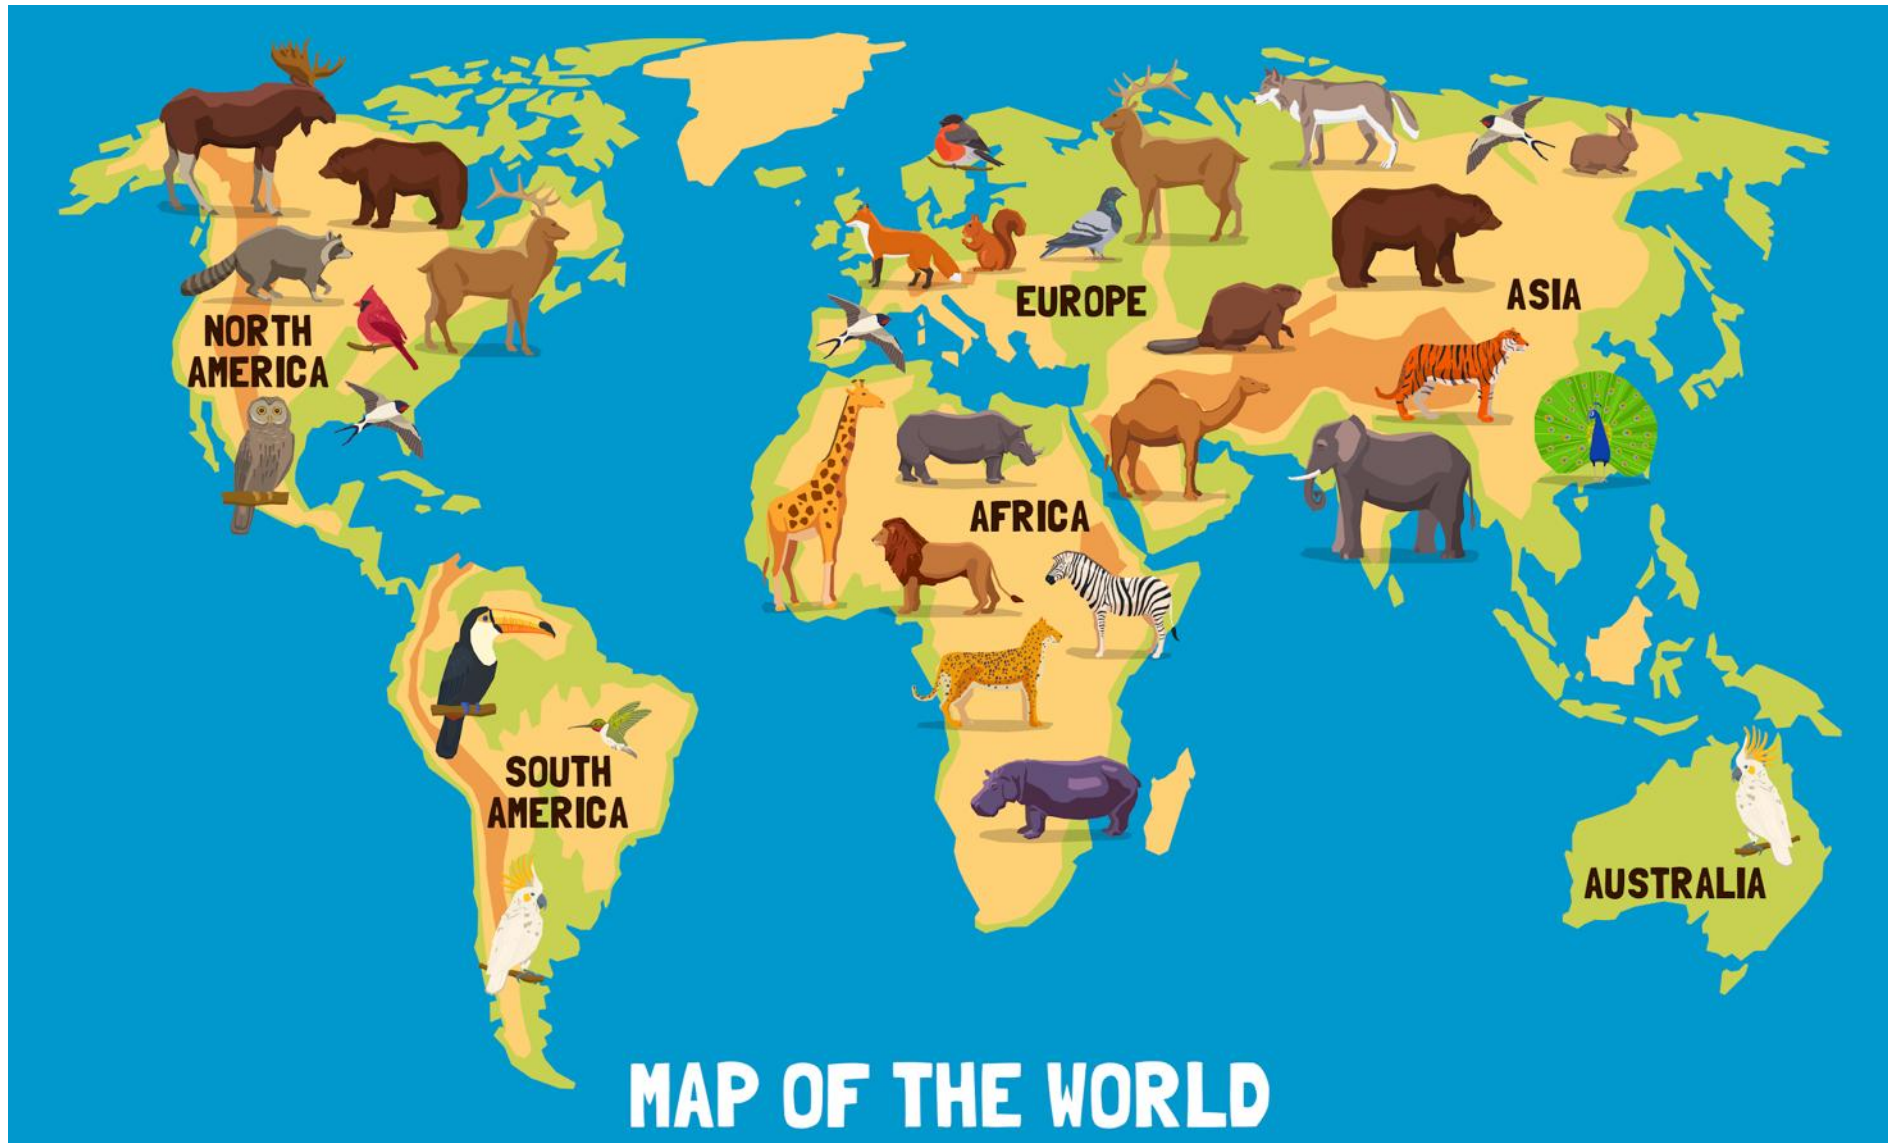 NORTH
AMERICA
EUROPE
ASIA
AFRICA
SOUTH
AMERICA
AUSTRALIA
MAP OF THE WORLD